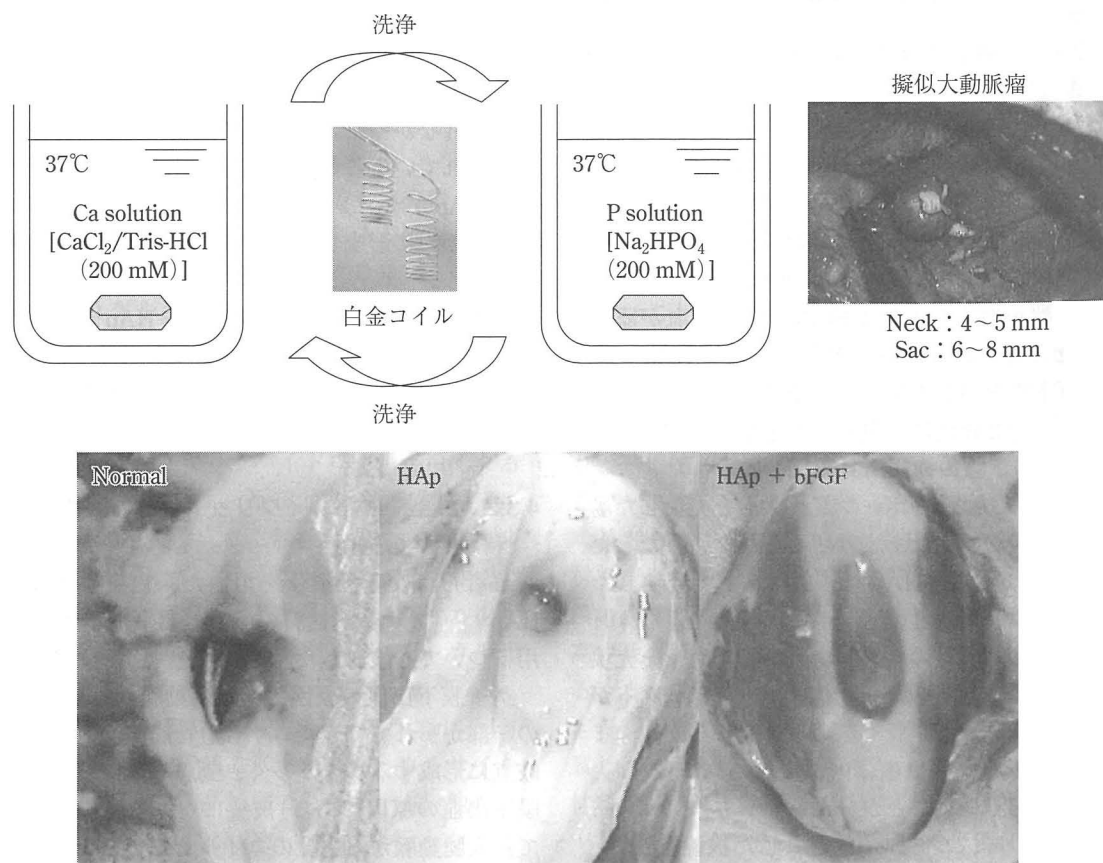 洗浄
37℃
Ca solution
[CaCl₂/Tris-HCl
(200 mM)]
白金コイル
37℃
P solution
[Na₂HPO₄
(200 mM)]
擬似大動脈瘤
Neck：4〜5 mm
Sac：6〜8 mm
洗浄
Normal
HAp
HAp + bFGF